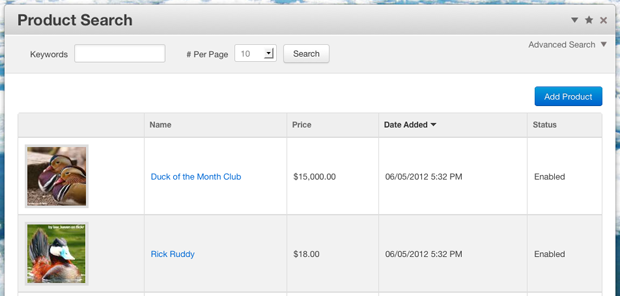 Product Search
Advanced Search
Keywords # Per Page 10 Search
Add Product
Name Price Date Added Status
Duck of the Month Club $15,000.00 06/05/2012 5:32 PM Enabled
Rick Ruddy $18.00 06/05/2012 5:32 PM Enabled